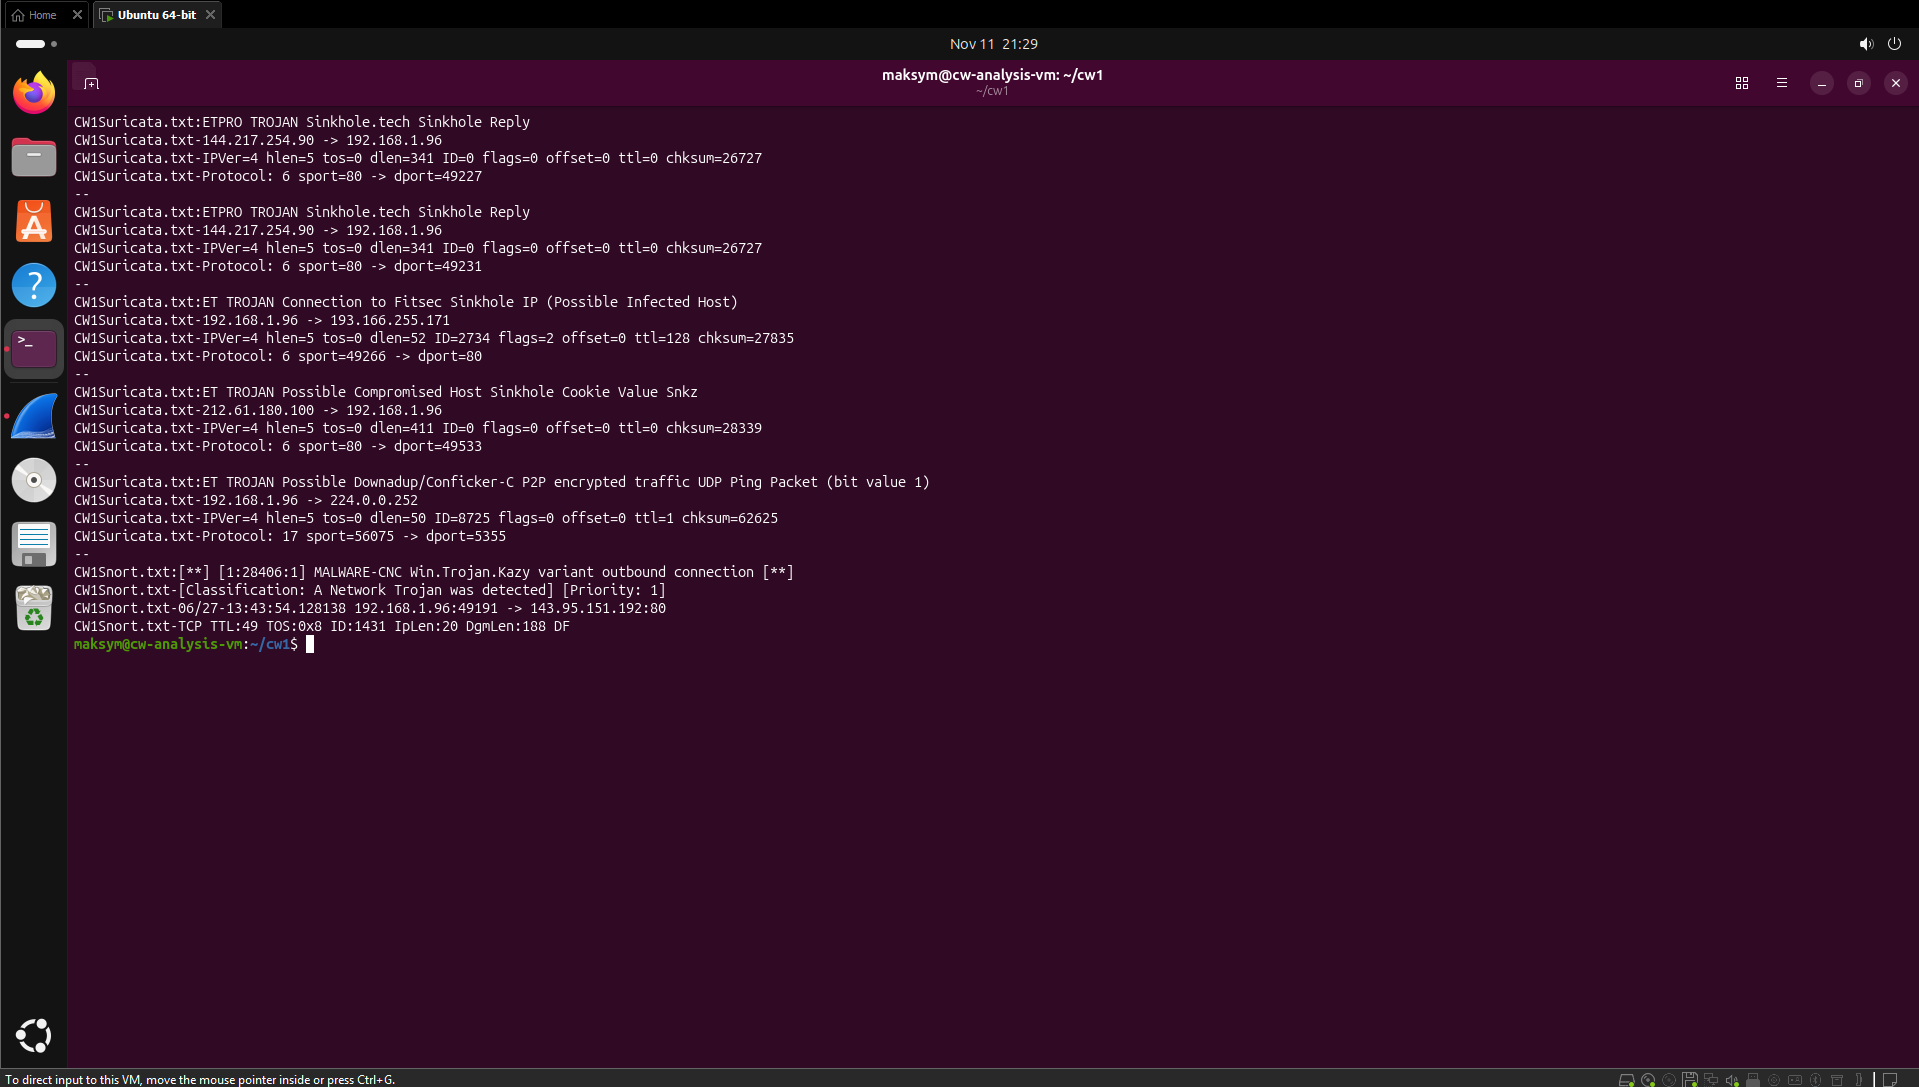 Home
Ubuntu 64-bit
Nov 11 21:29
maksym@cw-analysis-vm: ~/cw1
~/cw1
CW1Suricata.txt:ETPRO TROJAN Sinkhole.tech Sinkhole Reply
CW1Suricata.txt-144.217.254.90 -> 192.168.1.96
CW1Suricata.txt-IPVer=4 hlen=5 tos=0 dlen=341 ID=0 flags=0 offset=0 ttl=0 chksum=26727
CW1Suricata.txt-Protocol: 6 sport=80 -> dport=49227
--
CW1Suricata.txt:ETPRO TROJAN Sinkhole.tech Sinkhole Reply
CW1Suricata.txt-144.217.254.90 -> 192.168.1.96
CW1Suricata.txt-IPVer=4 hlen=5 tos=0 dlen=341 ID=0 flags=0 offset=0 ttl=0 chksum=26727
CW1Suricata.txt-Protocol: 6 sport=80 -> dport=49231
--
CW1Suricata.txt:ET TROJAN Connection to Fitsec Sinkhole IP (Possible Infected Host)
CW1Suricata.txt-192.168.1.96 -> 193.166.255.171
CW1Suricata.txt-IPVer=4 hlen=5 tos=0 dlen=52 ID=2734 flags=2 offset=0 ttl=128 chksum=27835
CW1Suricata.txt-Protocol: 6 sport=49266 -> dport=80
--
CW1Suricata.txt:ET TROJAN Possible Compromised Host Sinkhole Cookie Value Snkz
CW1Suricata.txt-212.61.180.100 -> 192.168.1.96
CW1Suricata.txt-IPVer=4 hlen=5 tos=0 dlen=411 ID=0 flags=0 offset=0 ttl=0 chksum=28339
CW1Suricata.txt-Protocol: 6 sport=80 -> dport=49533
--
CW1Suricata.txt:ET TROJAN Possible Downadup/Conficker-C P2P encrypted traffic UDP Ping Packet (bit value 1)
CW1Suricata.txt-192.168.1.96 -> 224.0.0.252
CW1Suricata.txt-IPVer=4 hlen=5 tos=0 dlen=50 ID=8725 flags=0 offset=0 ttl=1 chksum=62625
CW1Suricata.txt-Protocol: 17 sport=56075 -> dport=5355
--
CW1Snort.txt:[**] [1:28406:1] MALWARE-CNC Win.Trojan.Kazy variant outbound connection [**]
CW1Snort.txt-[Classification: A Network Trojan was detected] [Priority: 1]
CW1Snort.txt-06/27-13:43:54.128138 192.168.1.96:49191 -> 143.95.151.192:80
CW1Snort.txt-TCP TTL:49 TOS:0x8 ID:1431 IpLen:20 DgmLen:188 DF
maksym@cw-analysis-vm:~/cw1$
To direct input to this VM, move the mouse pointer inside or press Ctrl+G.